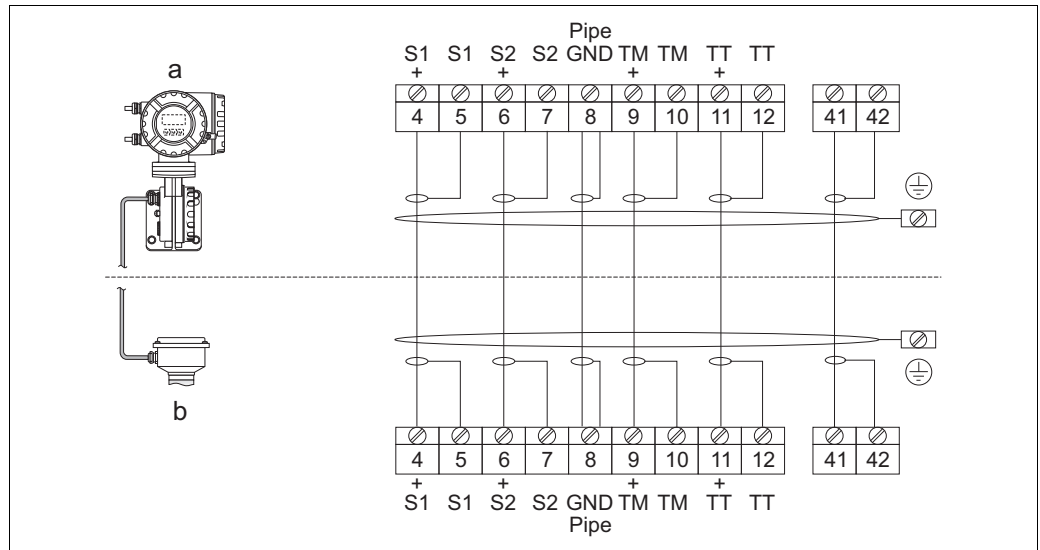 Pipe
S1 S1 S2 S2 GND TM TM TT TT
+ + + +
4 5 6 7 8 9 10 11 12 41 42
a
b
4 5 6 7 8 9 10 11 12 41 42
+ + + +
S1 S1 S2 S2 GND TM TM TT TT
Pipe